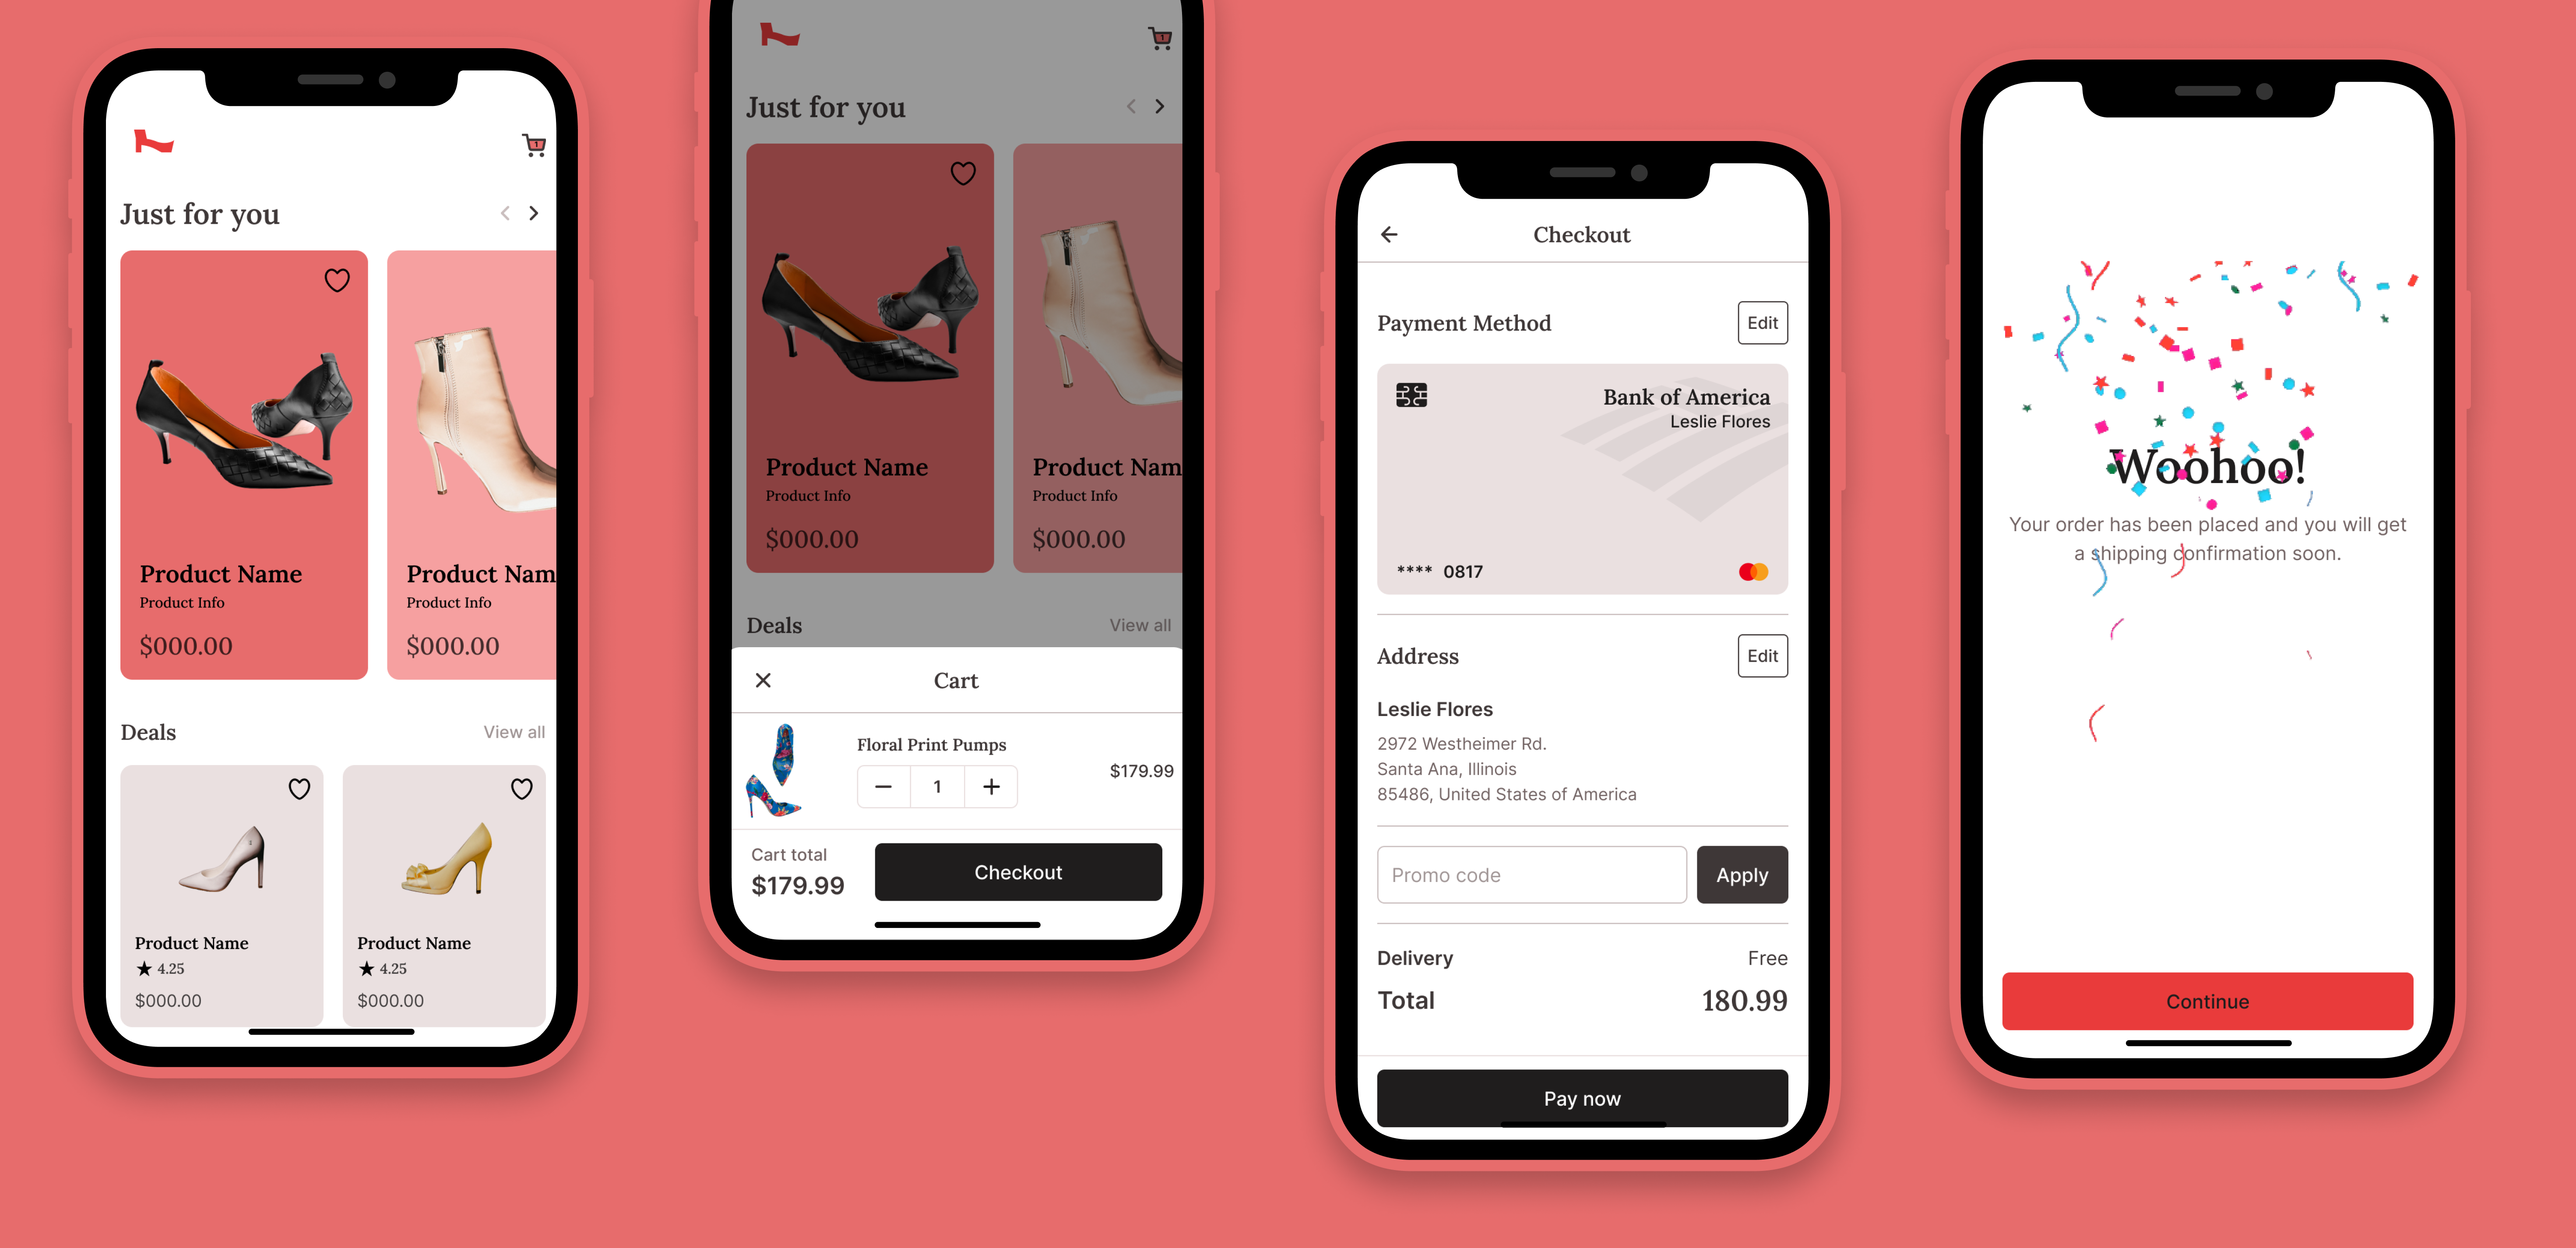 1
Just for you
Product Name
Product Info
$000.00
Product Nam
Product Info
$000.00
Deals
View all
Product Name
4.25
$000.00
Product Name
4.25
$000.00
1
Just for you
Product Name
Product Info
$000.00
Product Nam
Product Info
$000.00
Deals
View all
Cart
Floral Print Pumps
1
$179.99
Cart total
$179.99
Checkout
Checkout
Payment Method
Edit
Bank of America
Leslie Flores
**** 0817
Address
Edit
Leslie Flores
2972 Westheimer Rd.
Santa Ana, Illinois
85486, United States of America
Promo code
Apply
Delivery
Free
Total
180.99
Pay now
Woohoo!
Your order has been placed and you will get
a shipping confirmation soon.
Continue